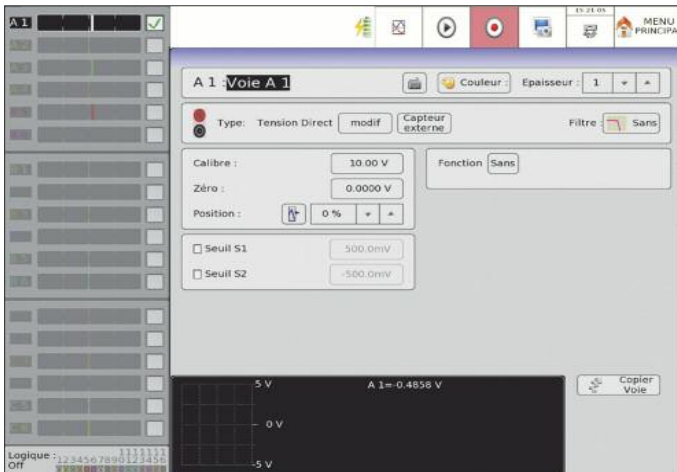 15:21:05
A 1
MENU
PRINCIPA
A 1 :Voie A 1
Couleur :
Epaisseur :
1
Type:
Tension Direct
modif
Capteur
externe
Filtre :
Sans
Calibre :
10.00 V
Fonction
Sans
Zéro :
0.0000 V
Position :
0 %
Seuil S1
500.0mV
Seuil S2
-500.0mV
5 V
A 1=-0.4858 V
Copier
Voie
0 V
-5 V
Logique :
Off
1111111
1234567890123456